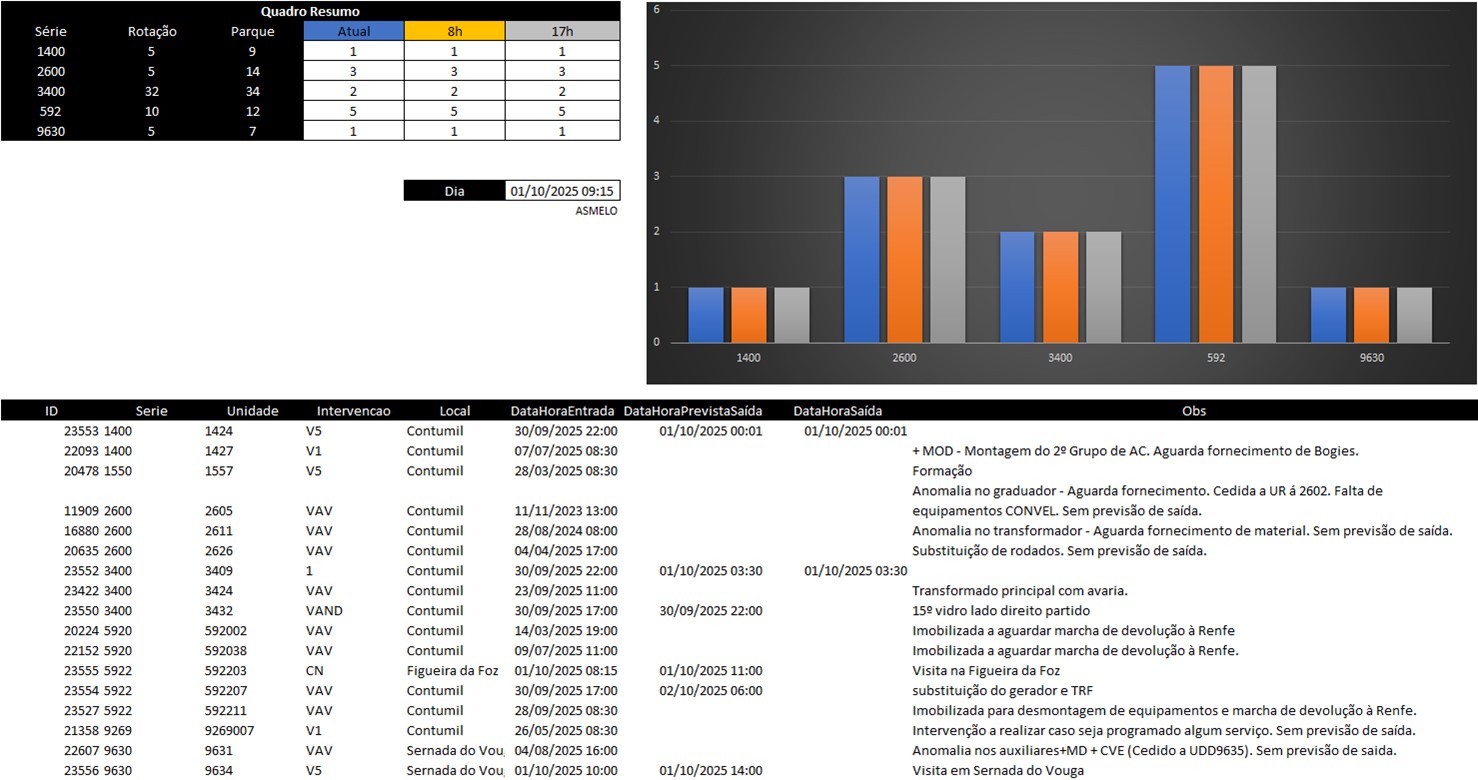 Quadro Resumo
Série Rotação Parque Atual 8h 17h
1400 5 9 1 1 1
2600 5 14 3 3 3
3400 32 34 2 2 2
592 10 12 5 5 5
9630 5 7 1 1 1
Dia 01/10/2025 09:15
ASMELO
6
5
4
3
2
1
0
1400 2600 3400 592 9630
ID Serie Unidade Intervencao Local DataHoraEntrada DataHoraPrevistaSaída DataHoraSaída Obs
23553 1400 1424 V5 Contumil 30/09/2025 22:00 01/10/2025 00:01 01/10/2025 00:01
22093 1400 1427 V1 Contumil 07/07/2025 08:30 + MOD - Montagem do 2º Grupo de AC. Aguarda fornecimento de Bogies.
20478 1550 1557 V5 Contumil 28/03/2025 08:30 Formação
Anomalia no graduador - Aguarda fornecimento. Cedida a UR á 2602. Falta de
11909 2600 2605 VAV Contumil 11/11/2023 13:00 equipamentos CONVEL. Sem previsão de saída.
16880 2600 2611 VAV Contumil 28/08/2024 08:00 Anomalia no transformador - Aguarda fornecimento de material. Sem previsão de saída.
20635 2600 2626 VAV Contumil 04/04/2025 17:00 Substituição de rodados. Sem previsão de saída.
23552 3400 3409 1 Contumil 30/09/2025 22:00 01/10/2025 03:30 01/10/2025 03:30
23422 3400 3424 VAV Contumil 23/09/2025 11:00 Transformado principal com avaria.
23550 3400 3432 VAND Contumil 30/09/2025 17:00 30/09/2025 22:00 15º vidro lado direito partido
20224 5920 592002 VAV Contumil 14/03/2025 19:00 Imobilizada a aguardar marcha de devolução à Renfe
22152 5920 592038 VAV Contumil 09/07/2025 11:00 Imobilizada a aguardar marcha de devolução à Renfe.
23555 5922 592203 CN Figueira da Foz 01/10/2025 08:15 01/10/2025 11:00 Visita na Figueira da Foz
23554 5922 592207 VAV Contumil 30/09/2025 17:00 02/10/2025 06:00 substituição do gerador e TRF
23527 5922 592211 VAV Contumil 28/09/2025 08:30 Imobilizada para desmontagem de equipamentos e marcha de devolução à Renfe.
21358 9269 9269007 V1 Contumil 26/05/2025 08:30 Intervenção a realizar caso seja programado algum serviço. Sem previsão de saída.
22607 9630 9631 VAV Sernada do Vou 04/08/2025 16:00 Anomalia nos auxiliares+MD + CVE (Cedido a UDD9635). Sem previsão de saida.
23556 9630 9634 V5 Sernada do Vou 01/10/2025 10:00 01/10/2025 14:00 Visita em Sernada do Vouga